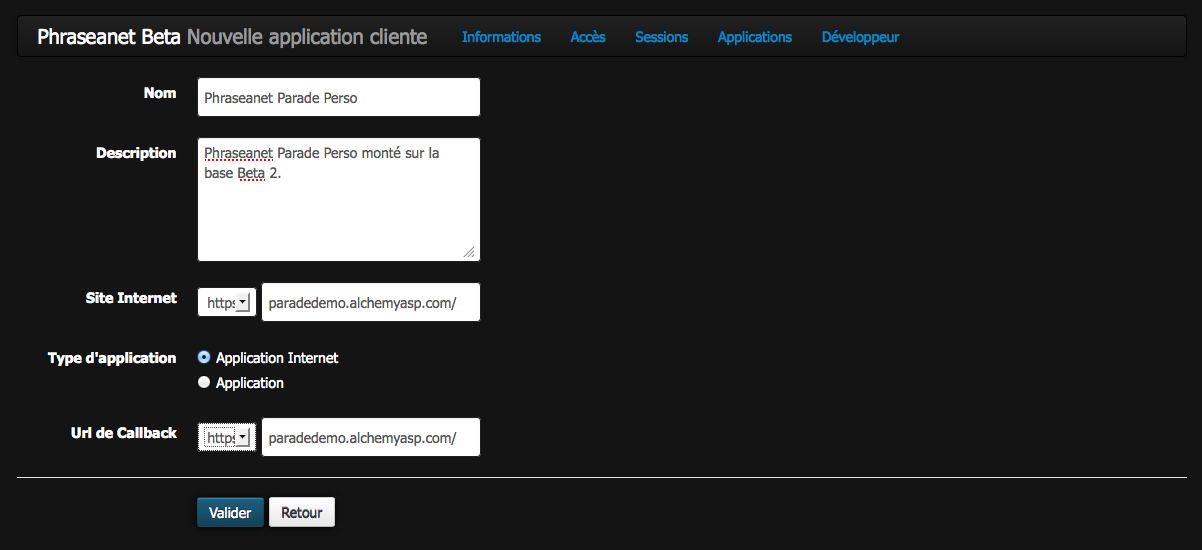 Phraseanet Beta Nouvelle application cliente Informations Accès Sessions Applications Développeur
Nom Phraseanet Parade Perso
Description Phraseanet Parade Perso monté sur la
base Beta 2.
Site Internet https paradedemo.alchemyasp.com/
Type d'application Application Internet
Application
Url de Callback https paradedemo.alchemyasp.com/
Valider Retour